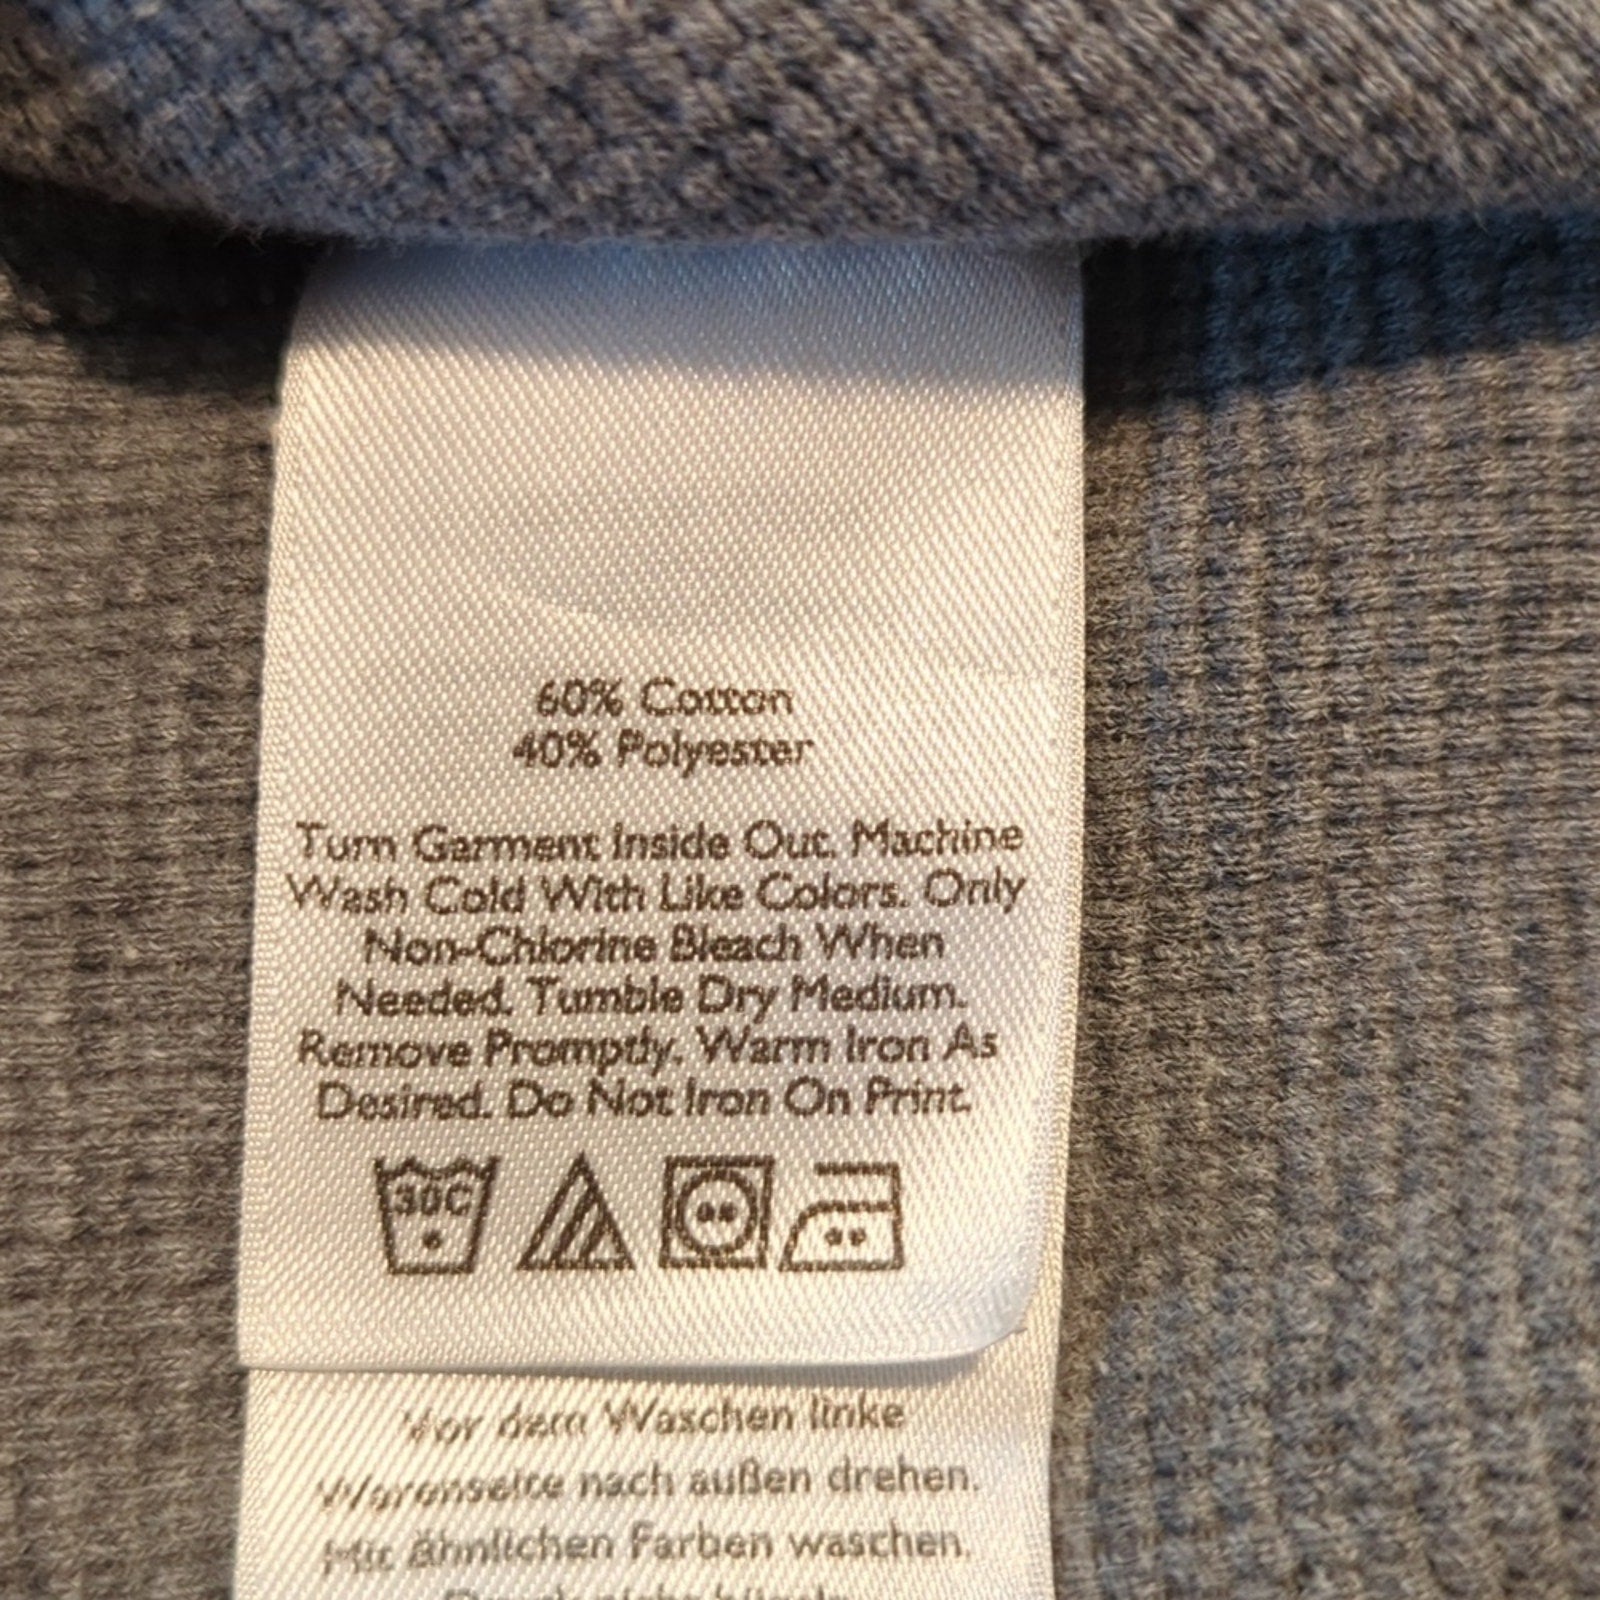 60% Cotton
40% Polyester
Turn Garment Inside Out. Machine
Wash Cold With Like Colors. Only
Non-Chlorine Bleach When
Needed. Tumble Dry Medium.
Remove Promptly. Warm Iron As
Desired. Do Not Iron On Print.
30C
Vor dem Waschen linke
Warenseite nach außen drehen.
Mit ähnlichen Farben waschen.